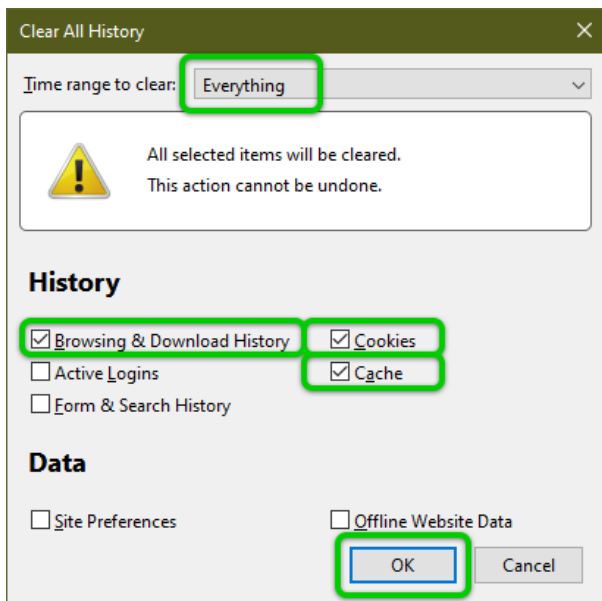 Clear All History
Time range to clear: Everything
All selected items will be cleared.
This action cannot be undone.
History
Browsing & Download History Cookies
Active Logins Cache
Form & Search History
Data
Site Preferences Offline Website Data
OK Cancel